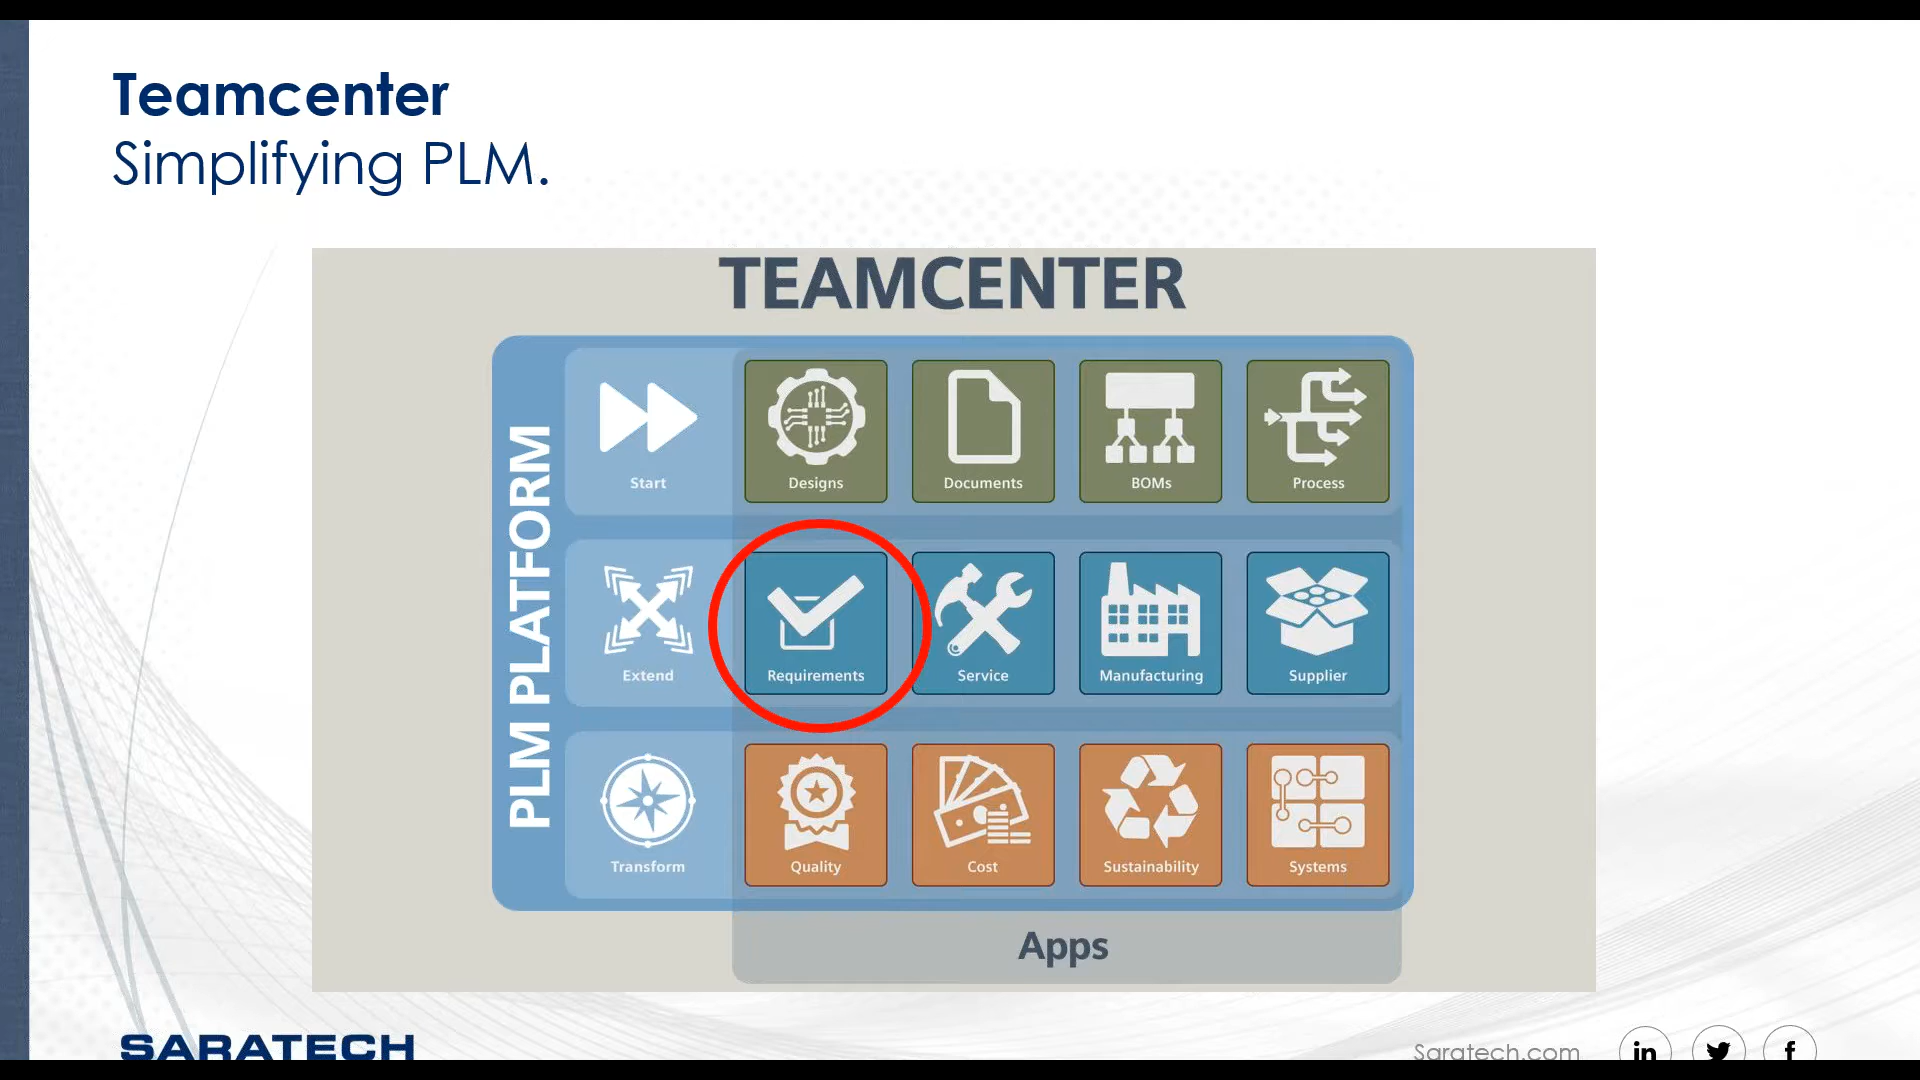 Teamcenter
Simplifying PLM.
TEAMCENTER
PLM PLATFORM
Start
Designs
Documents
BOMs
Process
Extend
Requirements
Service
Manufacturing
Supplier
Transform
Quality
Cost
Sustainability
Systems
Apps
SARATECH
Saratech.com
in
f